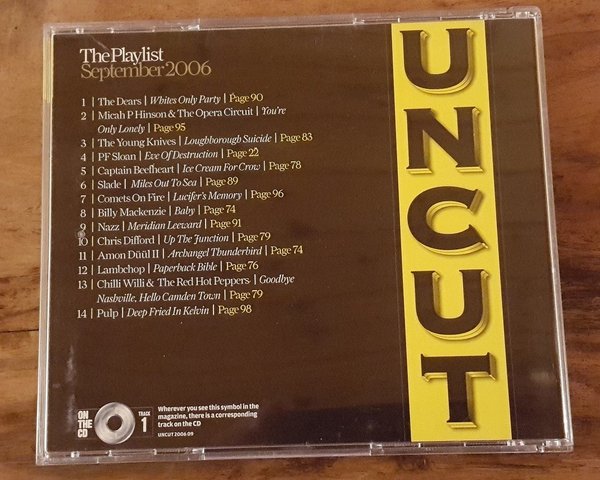 The Playlist
September 2006
1 | The Dears | Whites Only Party | Page 90
2 | Micah P Hinson & The Opera Circuit | You're
Only Lonely | Page 95
3 | The Young Knives | Loughborough Suicide | Page 83
4 | PF Sloan | Eve Of Destruction | Page 22
5 | Captain Beefheart | Ice Cream For Crow | Page 78
6 | Slade | Miles Out To Sea | Page 89
7 | Comets On Fire | Lucifer's Memory | Page 96
8 | Billy Mackenzie | Baby | Page 74
9 | Nazz | Meridian Leeward | Page 91
10 | Chris Difford | Up The Junction | Page 79
11 | Amon Düül II | Archangel Thunderbird | Page 74
12 | Lambchop | Paperback Bible | Page 76
13 | Chilli Willi & The Red Hot Peppers | Goodbye
Nashville, Hello Camden Town | Page 79
14 | Pulp | Deep Fried In Kelvin | Page 98
ON THE CD
TRACK 1
Wherever you see this symbol in the
magazine, there is a corresponding
track on the CD
UNCUT 2006 09
UNCUT